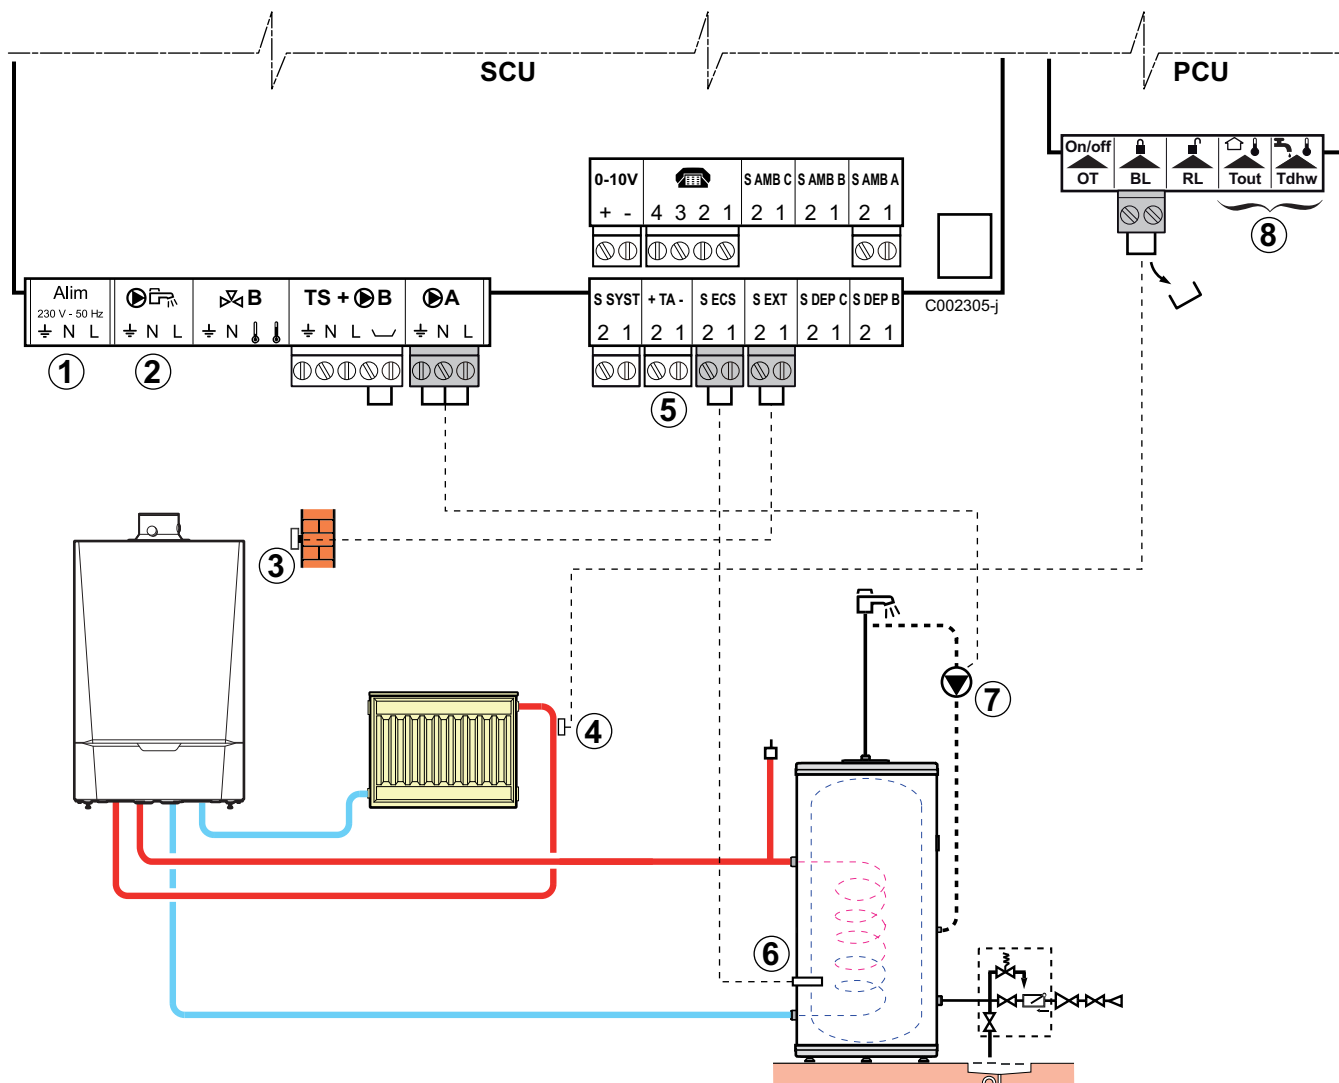 SCU
PCU
On/off
OT BL RL Tout Tdhw
8
0-10V S AMB C S AMB B S AMB A
+ - 4 3 2 1 2 1 2 1 2 1
C002305-j
Alim
230 V - 50 Hz
N L
1
N L
2
B
N
TS + B
N L
A
N L
S SYST + TA - S ECS S EXT S DEP C S DEP B
2 1 2 1 2 1 2 1 2 1 2 1
5
3
4
7
6